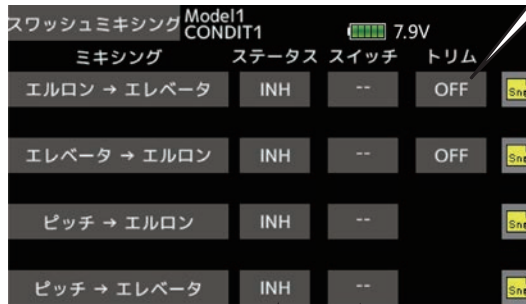 スワッシュミキシング Model1
CONDIT1 7.9V
ミキシング ステータス スイッチ トリム
エルロン → エレベータ INH -- OFF
エレベータ → エルロン INH -- OFF
ピッチ → エルロン INH --
ピッチ → エレベータ INH --